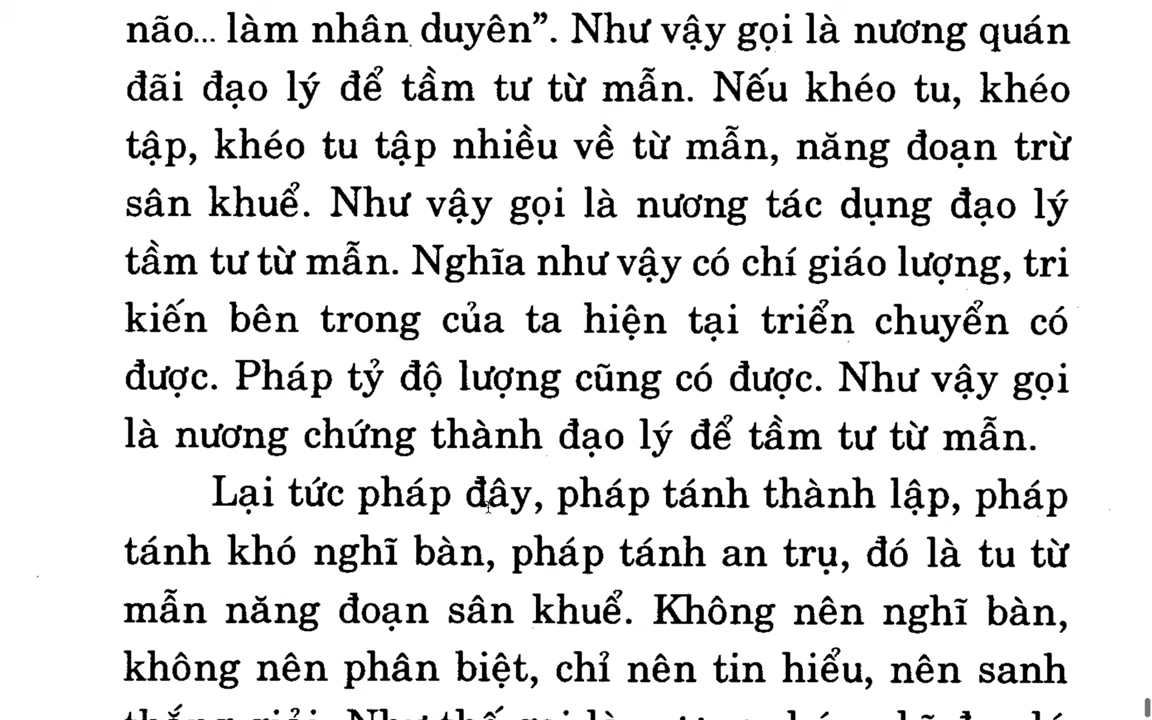 não... làm nhân duyên”. Như vậy gọi là nương quán
đãi đạo lý để tầm tư từ mẫn. Nếu khéo tu, khéo
tập, khéo tu tập nhiều về từ mẫn, năng đoạn trừ
sân khuể. Như vậy gọi là nương tác dụng đạo lý
tầm tư từ mẫn. Nghĩa như vậy có chí giáo lượng, tri
kiến bên trong của ta hiện tại triển chuyển có
được. Pháp tỷ độ lượng cũng có được. Như vậy gọi
là nương chứng thành đạo lý để tầm tư từ mẫn.
Lại tức pháp đây, pháp tánh thành lập, pháp
tánh khó nghĩ bàn, pháp tánh an trụ, đó là tu từ
mẫn năng đoạn sân khuể. Không nên nghĩ bàn,
không nên phân biệt, chỉ nên tin hiểu, nên sanh